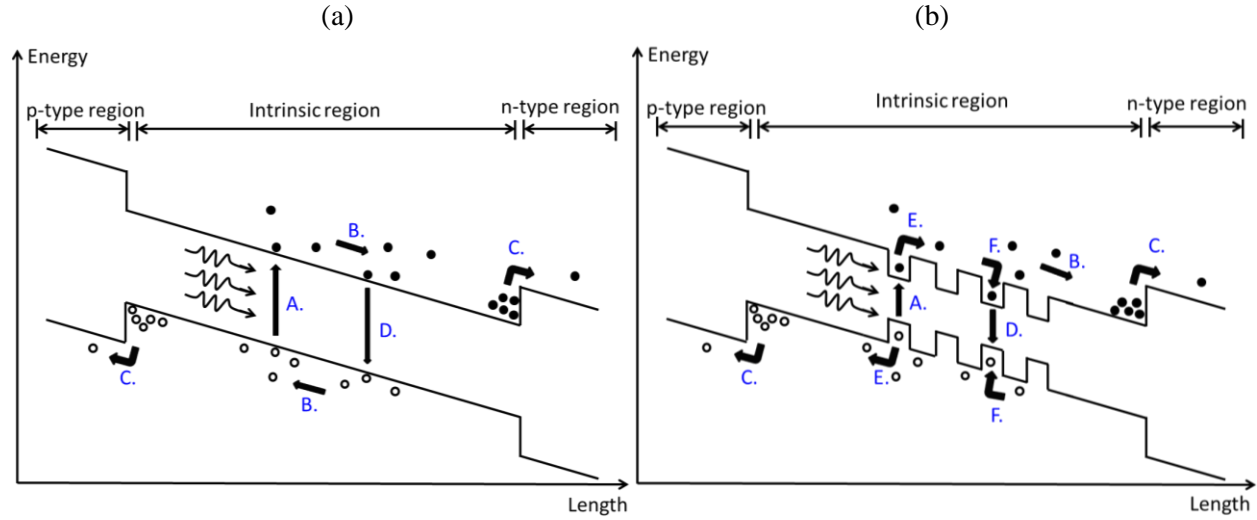 (a)
(b)
Energy
p-type region
Intrinsic region
n-type region
B.
C.
A.
D.
C.
B.
Length
Energy
p-type region
Intrinsic region
n-type region
E.
F.
B.
C.
A.
D.
C.
E.
F.
Length